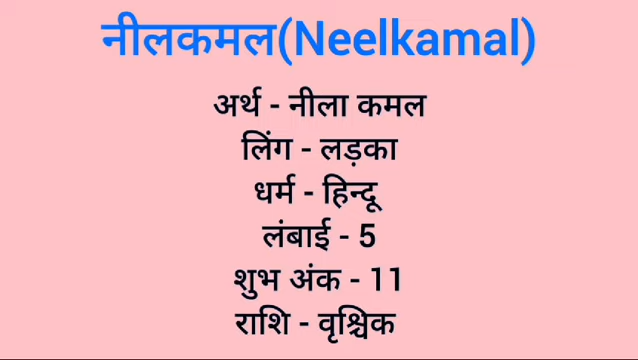 नीलकमल(Neelkamal)
अर्थ - नीला कमल
लिंग - लड़का
धर्म - हिन्दू
लंबाई - 5
शुभ अंक - 11
राशि - वृश्चिक